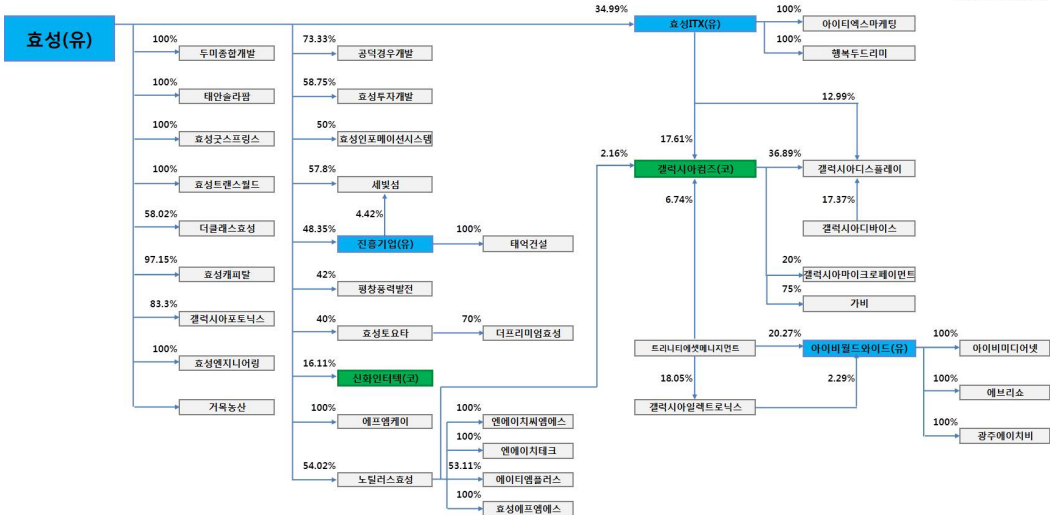 34.99%
100%
효성(유)
효성ITX(유)
아이티엑스마케팅
100%
73.33%
100%
두미종합개발
공덕경우개발
행복두드리미
100%
58.75%
12.99%
태안솔라팜
효성투자개발
100%
50%
17.61%
효성굿스프링스
효성인포메이션시스템
2.16%
36.89%
100%
57.8%
갤럭시아컴즈(코)
갤럭시아디스플레이
효성트랜스월드
세빛섬
6.74%
17.37%
58.02%
4.42%
더클래스효성
48.35%
100%
갤럭시아디바이스
진흥기업(유)
태억건설
97.15%
20%
효성캐피탈
42%
갤럭시아마이크로페이먼트
평창풍력발전
75%
83.3%
가비
갤럭시아포토닉스
40%
70%
효성토요타
더프리미엄효성
20.27%
100%
100%
트리니티에셋메니지먼트
아이비월드와이드(유)
아이비미디어넷
효성엔지니어링
16.11%
신화인터텍(코)
18.05%
2.29%
100%
에브리쇼
거목농산
갤럭시아일렉트로닉스
100%
100%
에프엠케이
엔에이치씨엠에스
100%
100%
광주에이치비
엔에이치테크
54.02%
53.11%
노틸러스효성
에이티엠플러스
100%
효성에프엠에스